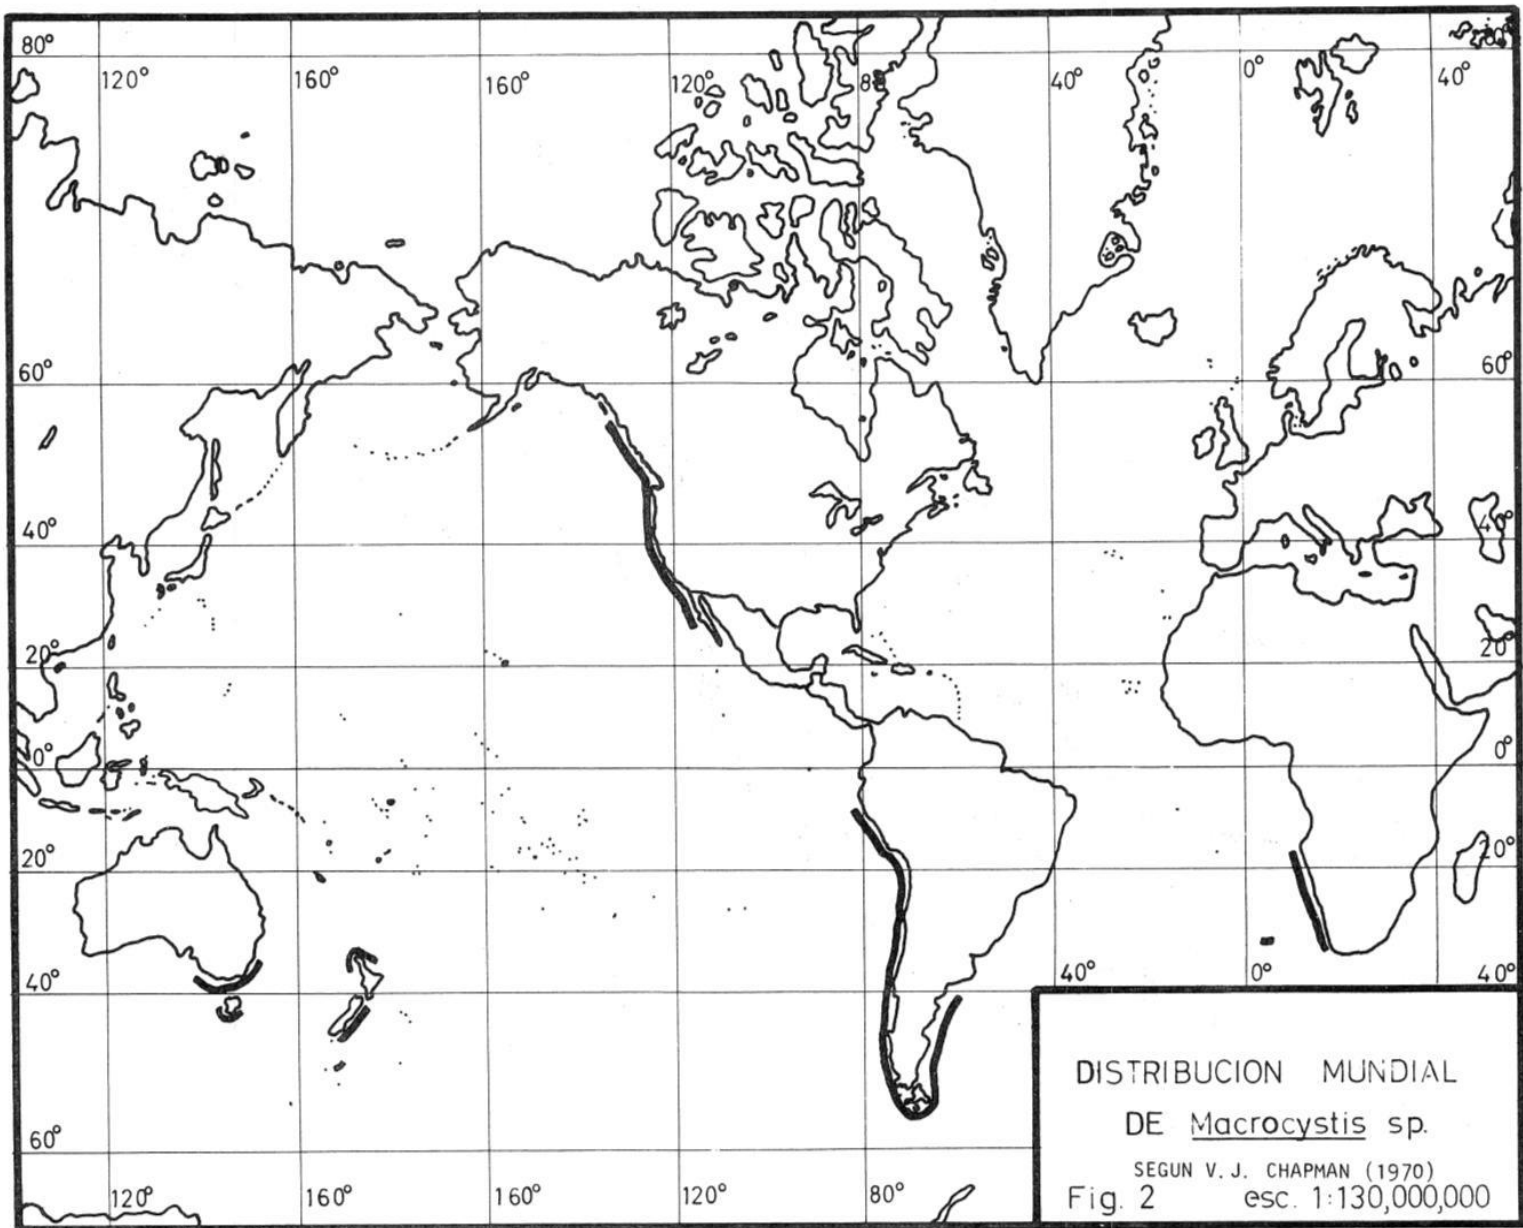 80° 80°
120° 160° 160° 120° 80° 40° 0° 40°
60° 60°
40° 40°
20° 20°
0° 0°
20° 20°
40° 40° 0° 40°
60°
120° 160° 160° 120° 80°
DISTRIBUCION MUNDIAL
DE Macrocystis sp.
SEGUN V. J. CHAPMAN (1970)
Fig. 2 esc. 1:130,000,000